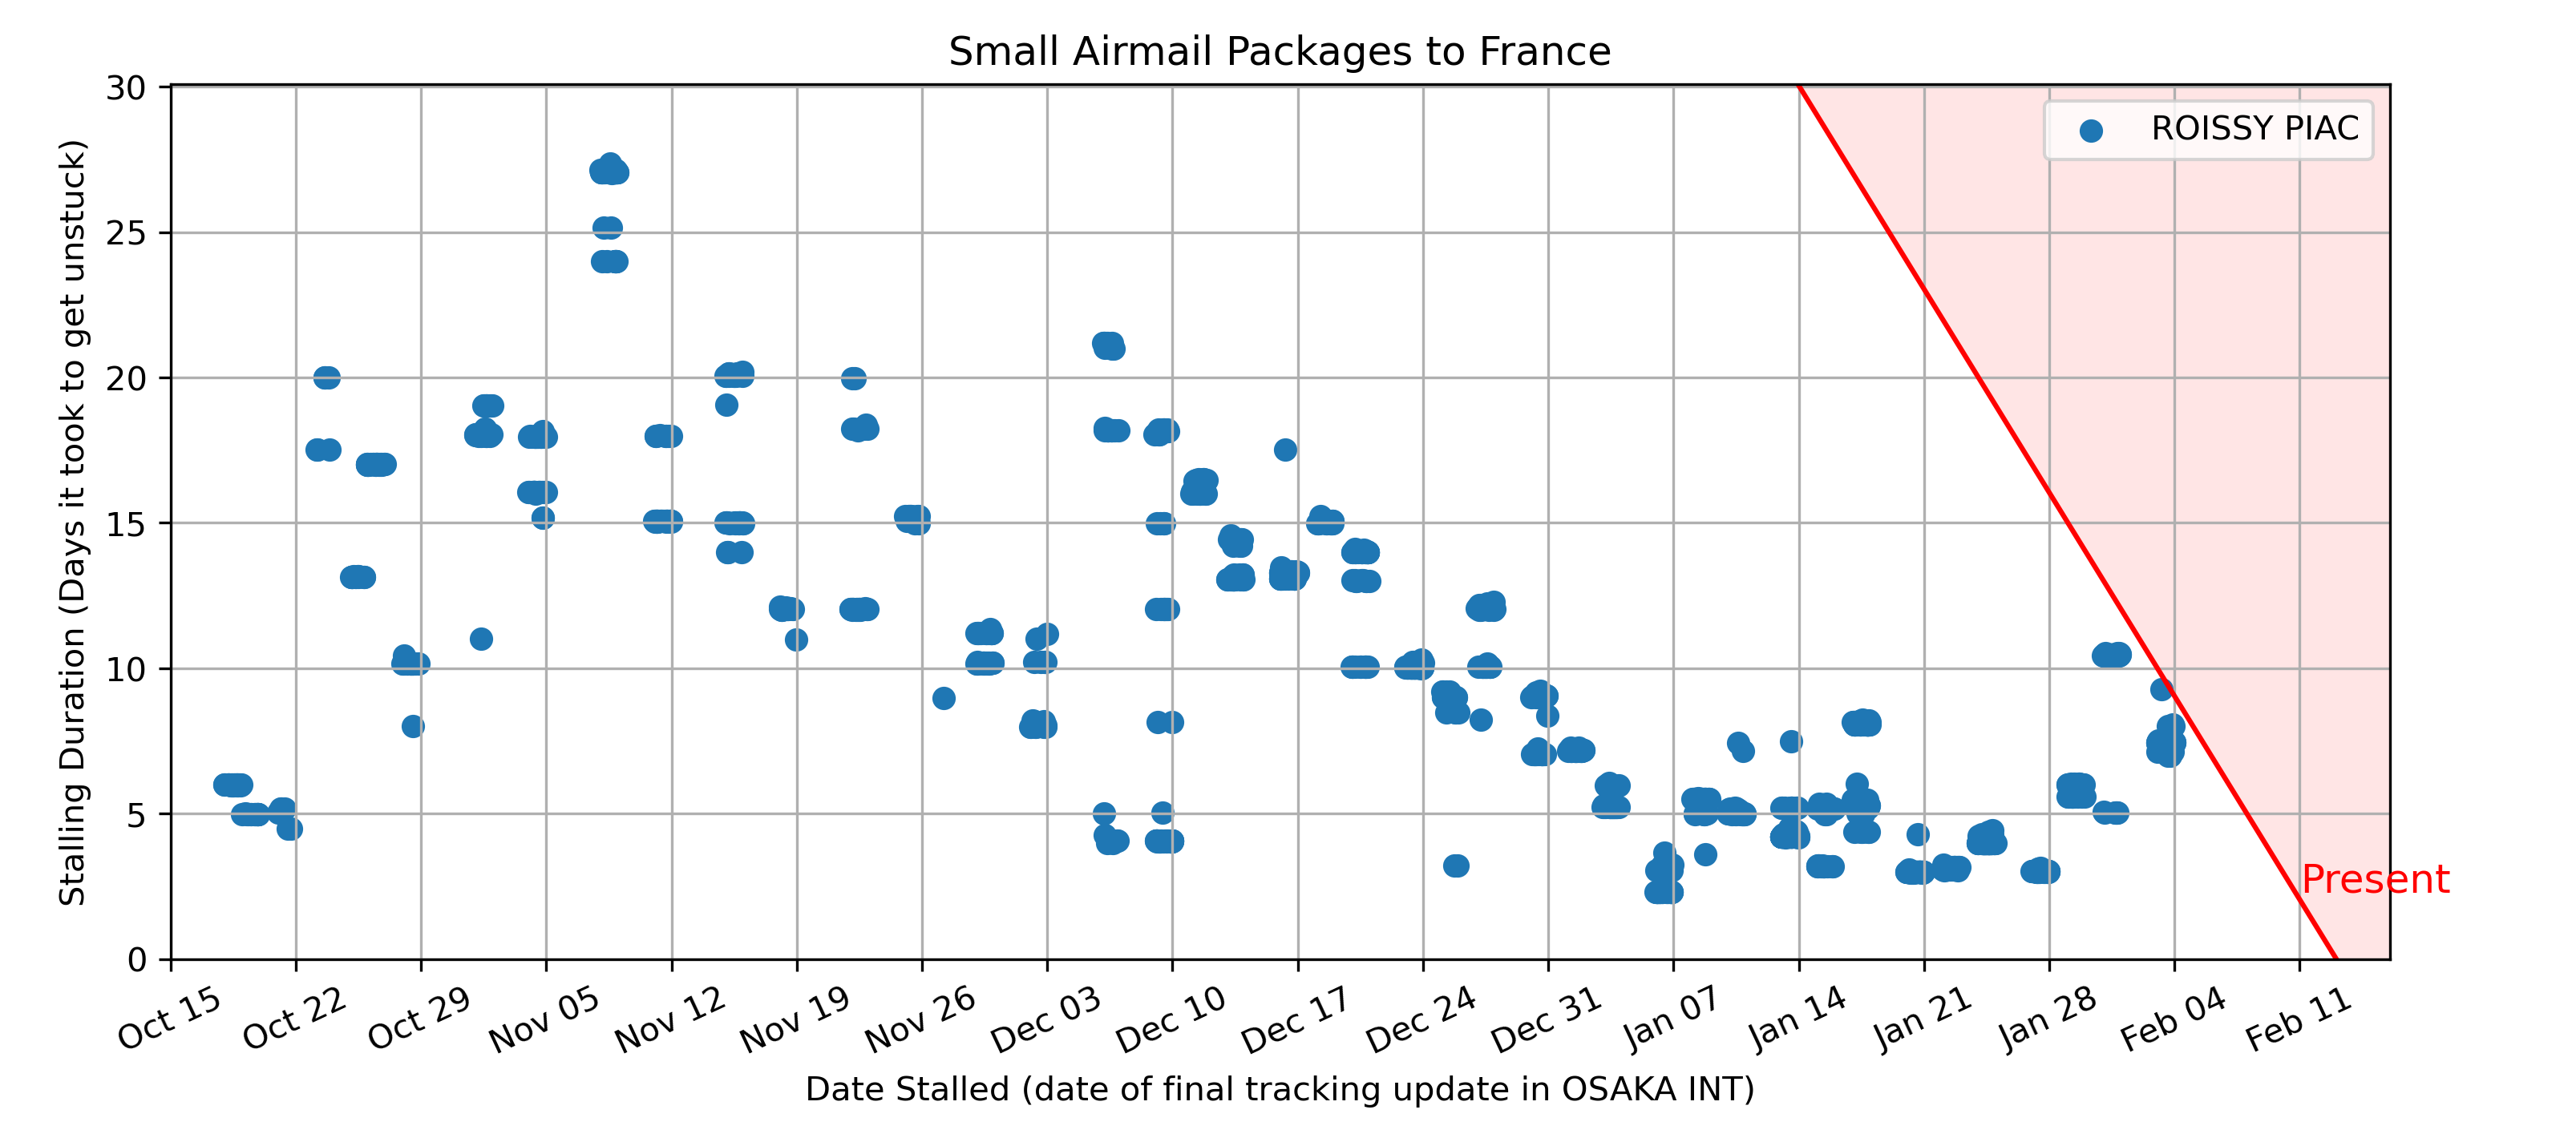 Small Airmail Packages to France
30
25
20
15
10
5
0
Stalling Duration (Days it took to get unstuck)
ROISSY PIAC
Present
Oct 15
Oct 22
Oct 29
Nov 05
Nov 12
Nov 19
Nov 26
Dec 03
Dec 10
Dec 17
Dec 24
Dec 31
Jan 07
Jan 14
Jan 21
Jan 28
Feb 04
Feb 11
Date Stalled (date of final tracking update in OSAKA INT)